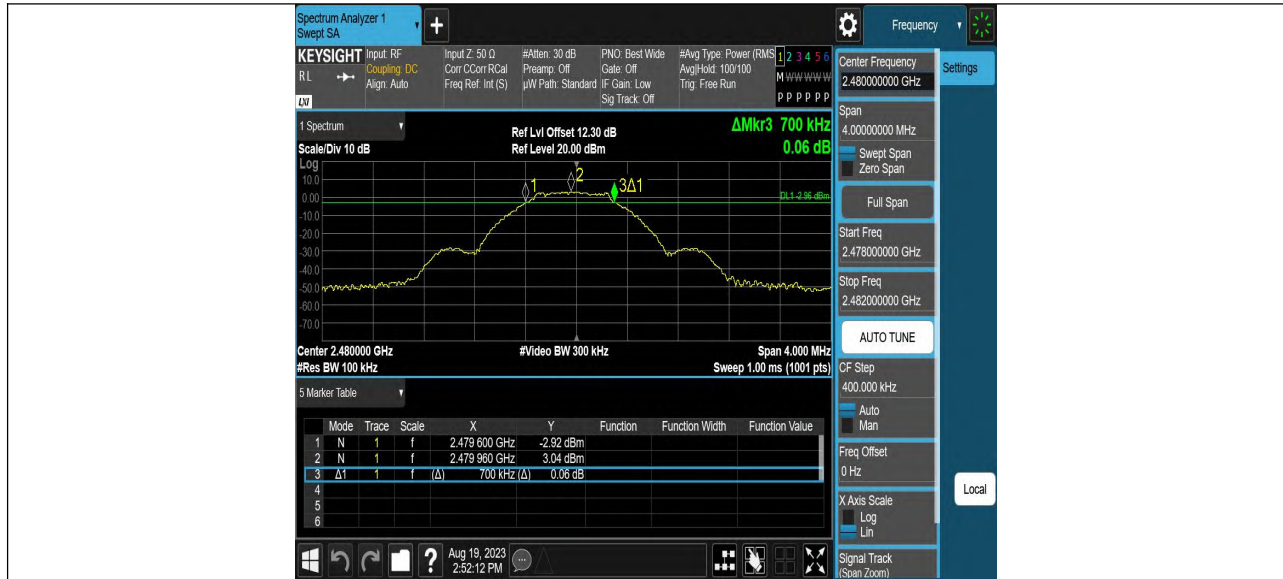 Spectrum Analyzer 1
Swept SA
+
Frequency
KEYSIGHT
RL
LXI
Input: RF
Coupling: DC
Align: Auto
Input Z: 50 Ω
Corr CCorr RCal
Freq Ref: Int (S)
#Atten: 30 dB
Preamp: Off
µW Path: Standard
PNO: Best Wide
Gate: Off
IF Gain: Low
Sig Track: Off
#Avg Type: Power (RMS
Avg|Hold: 100/100
Trig: Free Run
1 2 3 4 5 6
M W W W W W
P P P P P P
1 Spectrum
Scale/Div 10 dB
Ref Lvl Offset 12.30 dB
Ref Level 20.00 dBm
ΔMkr3 700 kHz
0.06 dB
Log
10.0
0.00
-10.0
-20.0
-30.0
-40.0
-50.0
-60.0
-70.0
1
2
3Δ1
DL1 -2.96 dBm
Center 2.480000 GHz
#Video BW 300 kHz
Span 4.000 MHz
#Res BW 100 kHz
Sweep 1.00 ms (1001 pts)
5 Marker Table
Mode Trace Scale X Y Function Function Width Function Value
1 N 1 f 2.479 600 GHz -2.92 dBm
2 N 1 f 2.479 960 GHz 3.04 dBm
3 Δ1 1 f (Δ) 700 kHz (Δ) 0.06 dB
4
5
6
?
Aug 19, 2023
2:52:12 PM
Center Frequency
2.480000000 GHz
Span
4.00000000 MHz
Swept Span
Zero Span
Full Span
Start Freq
2.478000000 GHz
Stop Freq
2.482000000 GHz
AUTO TUNE
CF Step
400.000 kHz
Auto
Man
Freq Offset
0 Hz
X Axis Scale
Log
Lin
Signal Track
(Span Zoom)
Settings
Local